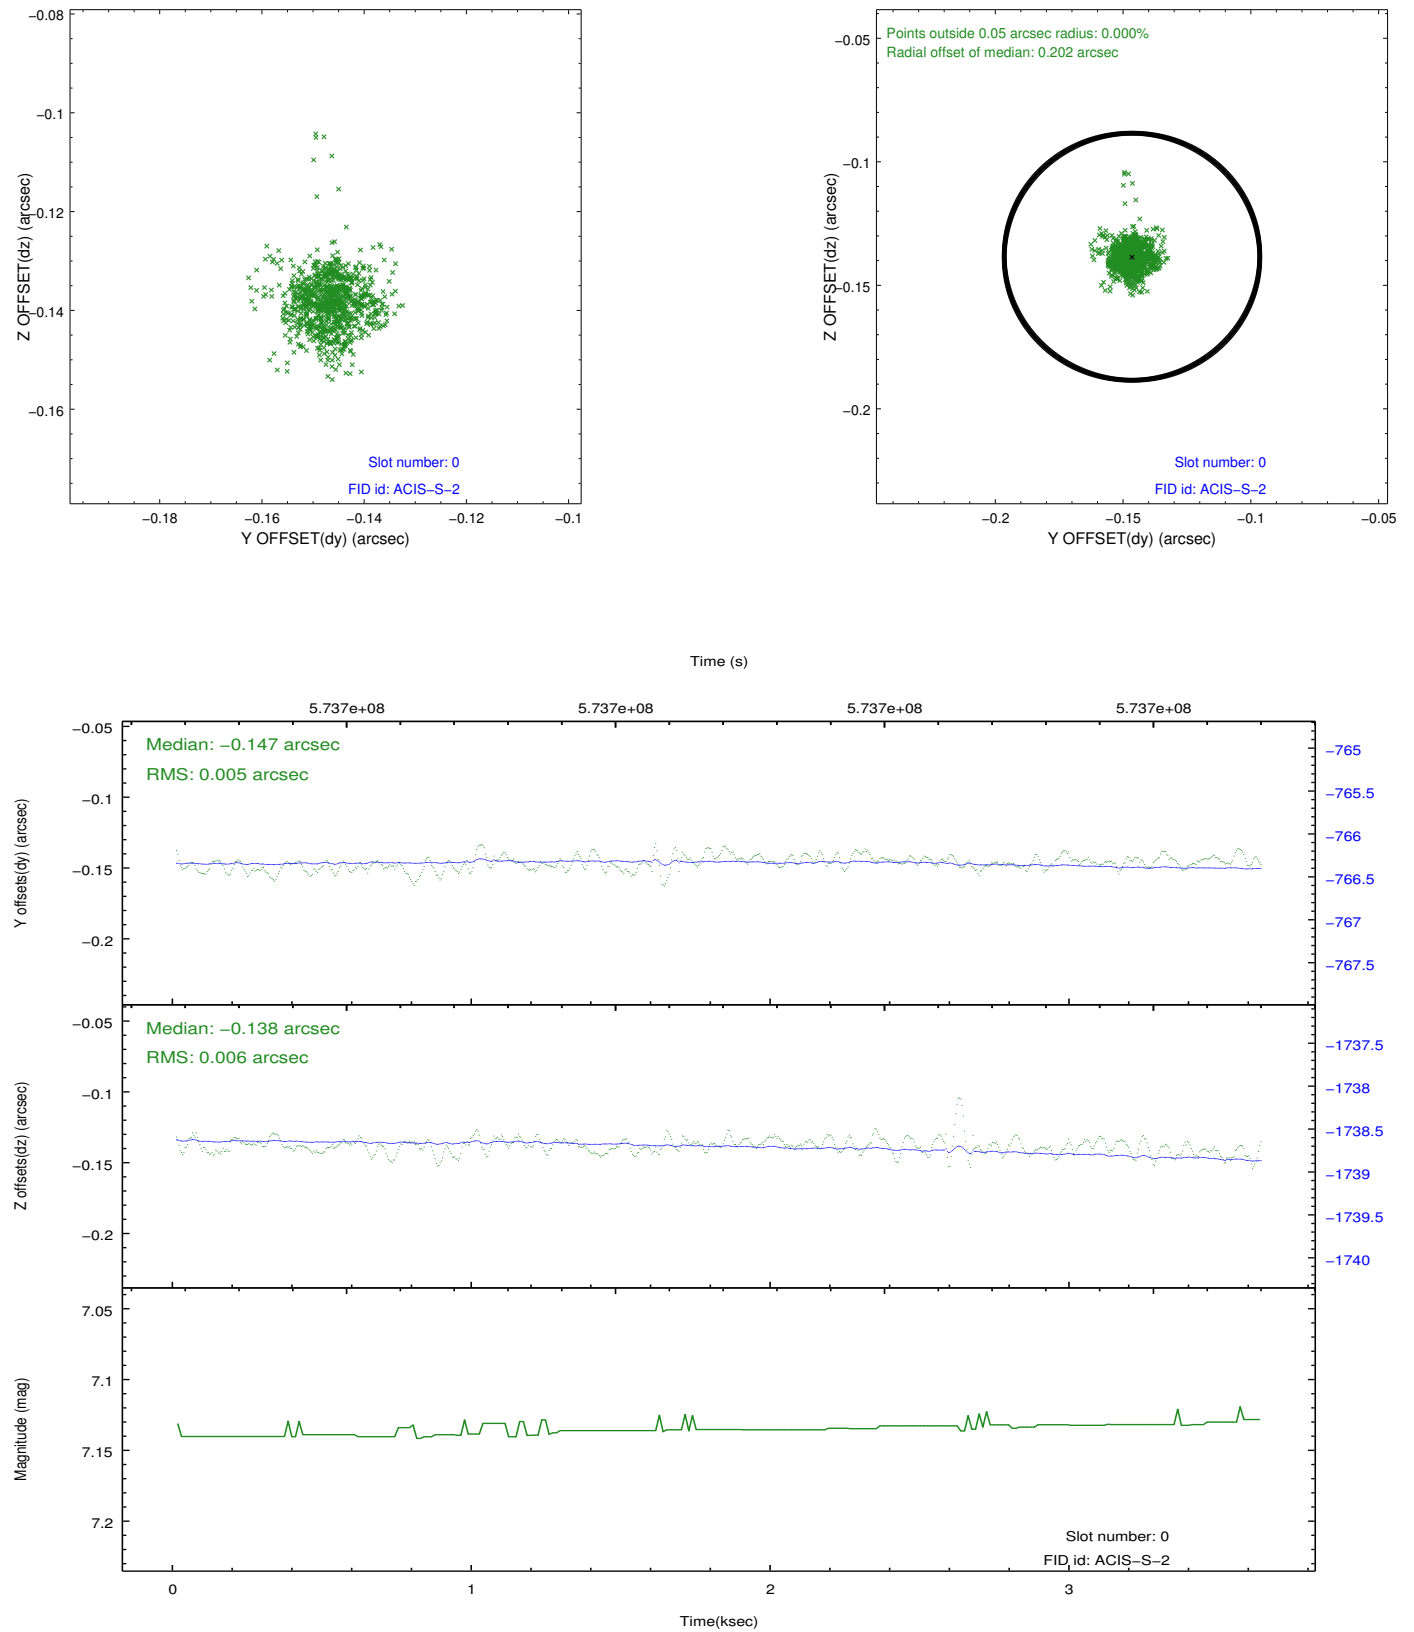 −0.08
−0.1
−0.12
−0.14
−0.16
Z OFFSET(dz) (arcsec)
Slot number: 0
FID id: ACIS−S−2
−0.18
−0.16
−0.14
−0.12
−0.1
Y OFFSET(dy) (arcsec)
Points outside 0.05 arcsec radius: 0.000%
Radial offset of median: 0.202 arcsec
−0.05
−0.1
−0.15
−0.2
Z OFFSET(dz) (arcsec)
Slot number: 0
FID id: ACIS−S−2
−0.2
−0.15
−0.1
−0.05
Y OFFSET(dy) (arcsec)
Time (s)
5.737e+08
5.737e+08
5.737e+08
5.737e+08
Median: −0.147 arcsec
RMS: 0.005 arcsec
−0.05
−0.1
−0.15
−0.2
Y offsets(dy) (arcsec)
−765
−765.5
−766
−766.5
−767
−767.5
Median: −0.138 arcsec
RMS: 0.006 arcsec
−0.05
−0.1
−0.15
−0.2
Z offsets(dz) (arcsec)
−1737.5
−1738
−1738.5
−1739
−1739.5
−1740
7.05
7.1
7.15
7.2
Magnitude (mag)
Slot number: 0
FID id: ACIS−S−2
0
1
2
3
Time(ksec)